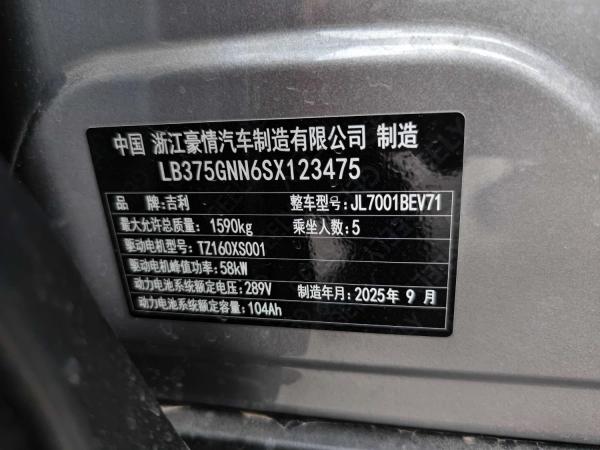 中国 浙江豪情汽车制造有限公司 制造
LB375GNN6SX123475
品 牌:吉利 整车型号:JL7001BEV71
最大允许总质量: 1590kg 乘坐人数:5
驱动电机型号:TZ160XS001
驱动电机峰值功率:58kW
动力电池系统额定电压:289V 制造年月:2025年 9 月
动力电池系统额定容量:104Ah